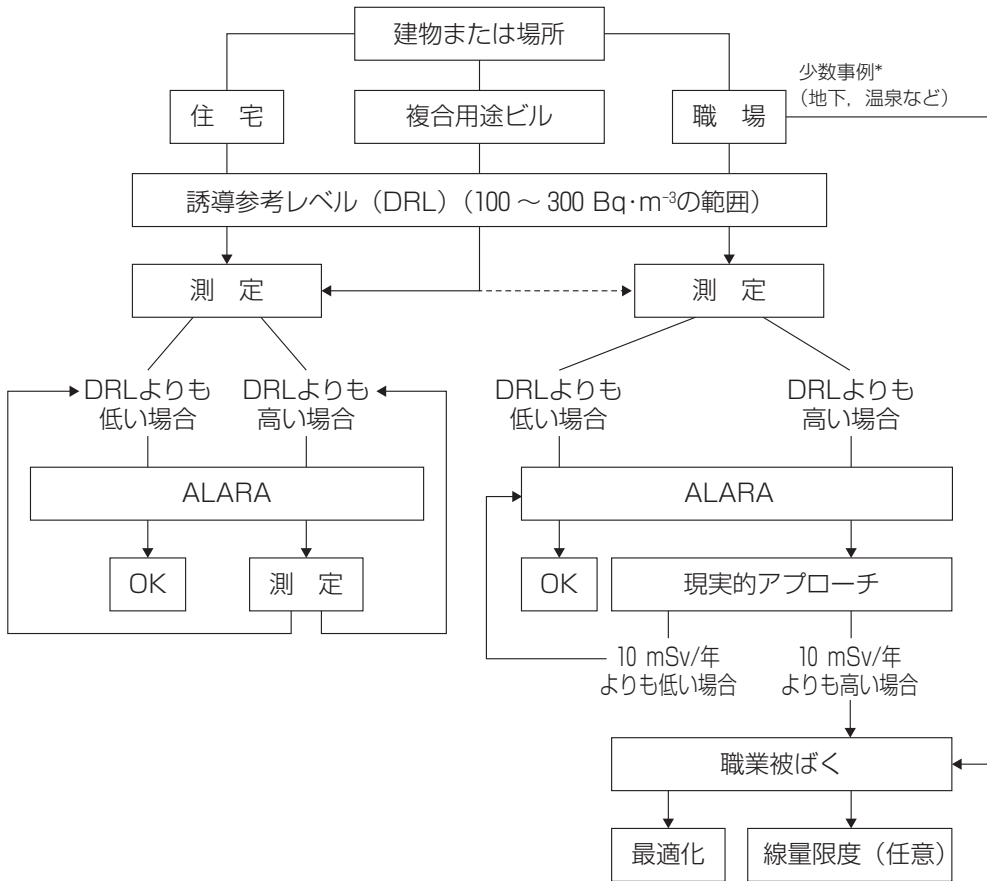 建物または場所
少数事例*
（地下，温泉など）
住　宅
複合用途ビル
職　場
誘導参考レベル（DRL）（100 ～ 300 Bq·m⁻³の範囲）
測　定
測　定
DRLよりも
低い場合
DRLよりも
高い場合
DRLよりも
低い場合
DRLよりも
高い場合
ALARA
ALARA
OK
測　定
OK
現実的アプローチ
10 mSv/年
よりも低い場合
10 mSv/年
よりも高い場合
職業被ばく
最適化
線量限度（任意）